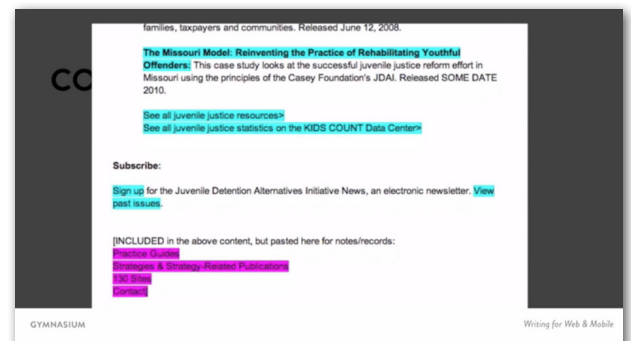 families, taxpayers and communities. Released June 12, 2008.
The Missouri Model: Reinventing the Practice of Rehabilitating Youthful
Offenders: This case study looks at the successful juvenile justice reform effort in
Missouri using the principles of the Casey Foundation's JDAI. Released SOME DATE
2010.
See all juvenile justice resources>
See all juvenile justice statistics on the KIDS COUNT Data Center>
CO
Subscribe:
Sign up for the Juvenile Detention Alternatives Initiative News, an electronic newsletter. View
past issues.
[INCLUDED in the above content, but pasted here for notes/records:
Practice Guides
Strategies & Strategy-Related Publications
130 Sites
Contact]
GYMNASIUM
Writing for Web & Mobile